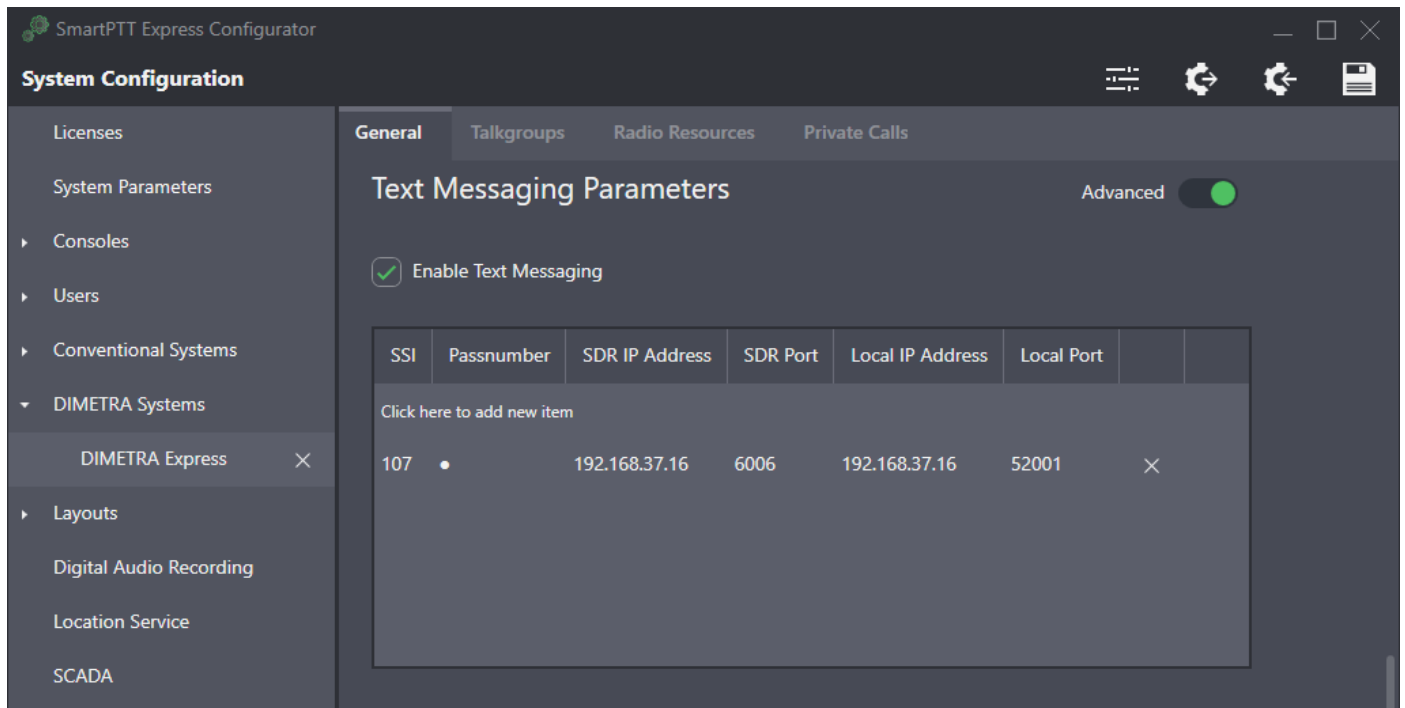 SmartPTT Express Configurator
System Configuration
Licenses
System Parameters
Consoles
Users
Conventional Systems
DIMETRA Systems
DIMETRA Express
Layouts
Digital Audio Recording
Location Service
SCADA
General Talkgroups Radio Resources Private Calls
Text Messaging Parameters Advanced
Enable Text Messaging
SSI Passnumber SDR IP Address SDR Port Local IP Address Local Port
Click here to add new item
107 ● 192.168.37.16 6006 192.168.37.16 52001